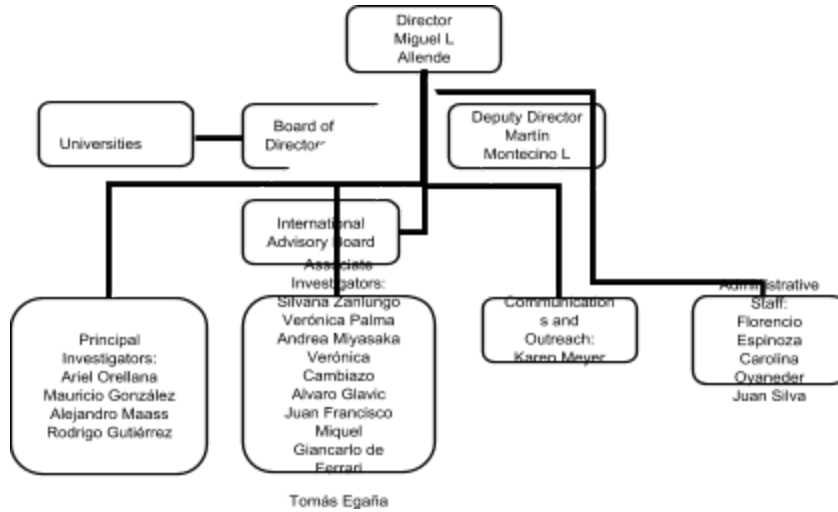 Director
Miguel L
Allende
Universities
Board of
Director
Deputy Director
Martín
Montecino L
International
Advisory Board
Principal
Investigators:
Ariel Orellana
Mauricio González
Alejandro Maass
Rodrigo Gutiérrez
Associate
Investigators:
Silvana Zanlungo
Verónica Palma
Andrea Miyasaka
Verónica
Cambiazo
Alvaro Glavic
Juan Francisco
Miquel
Giancarlo de
Ferrari
Tomás Egaña
Communication
s and
Outreach:
Karen Meyer
Administrative
Staff:
Florencio
Espinoza
Carolina
Oyaneder
Juan Silva